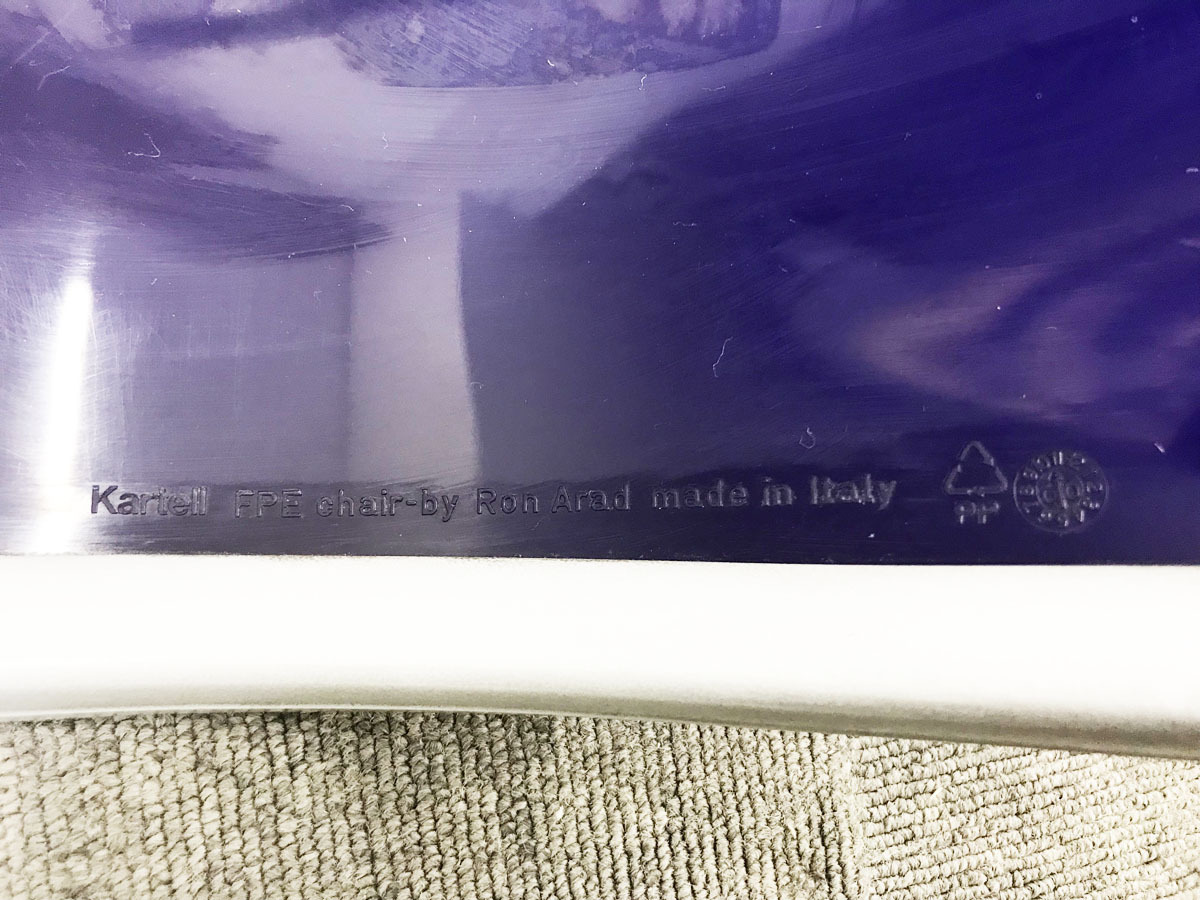 Kartell FPE chair-by Ron Arad made in Italy
PP